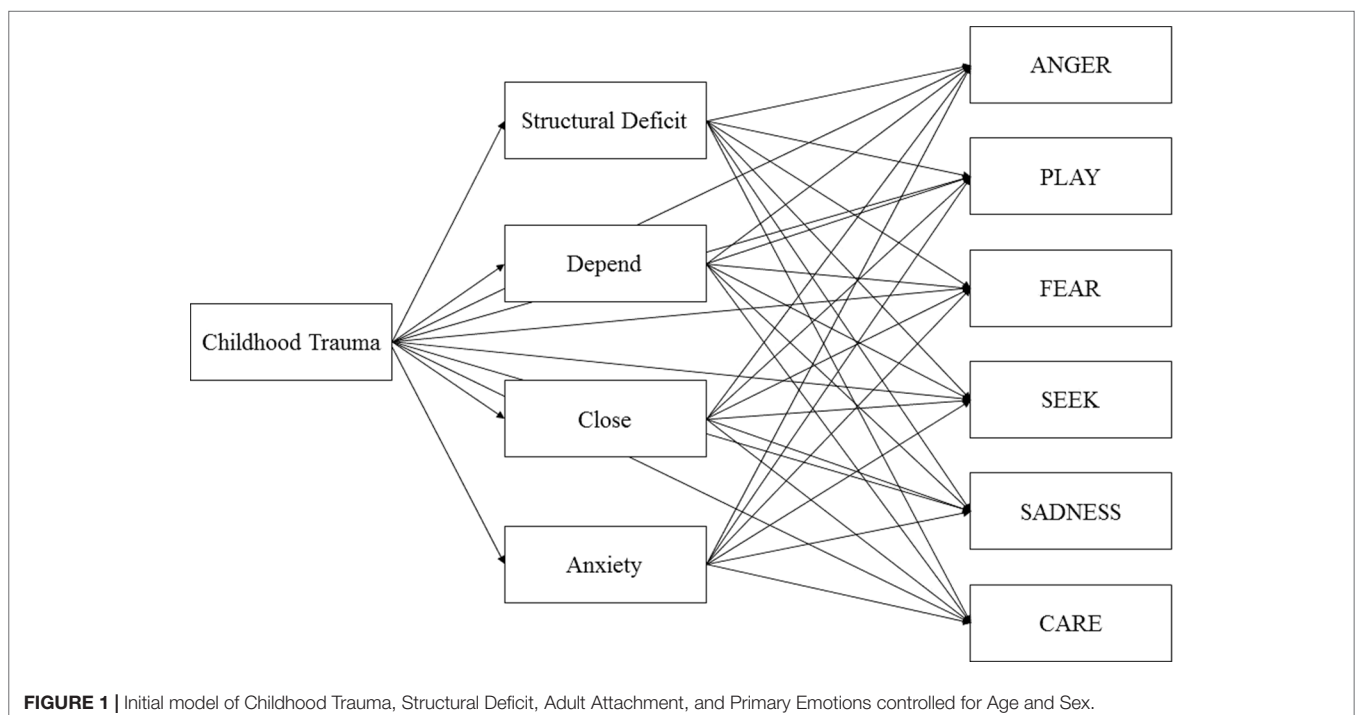 Childhood Trauma
Structural Deficit
Depend
Close
Anxiety
ANGER
PLAY
FEAR
SEEK
SADNESS
CARE
FIGURE 1 | Initial model of Childhood Trauma, Structural Deficit, Adult Attachment, and Primary Emotions controlled for Age and Sex.